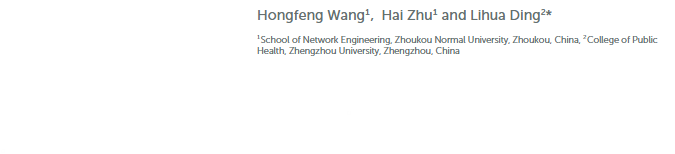 Hongfeng Wang¹, Hai Zhu¹ and Lihua Ding²*
¹School of Network Engineering, Zhoukou Normal University, Zhoukou, China, ²College of Public
Health, Zhengzhou University, Zhengzhou, China